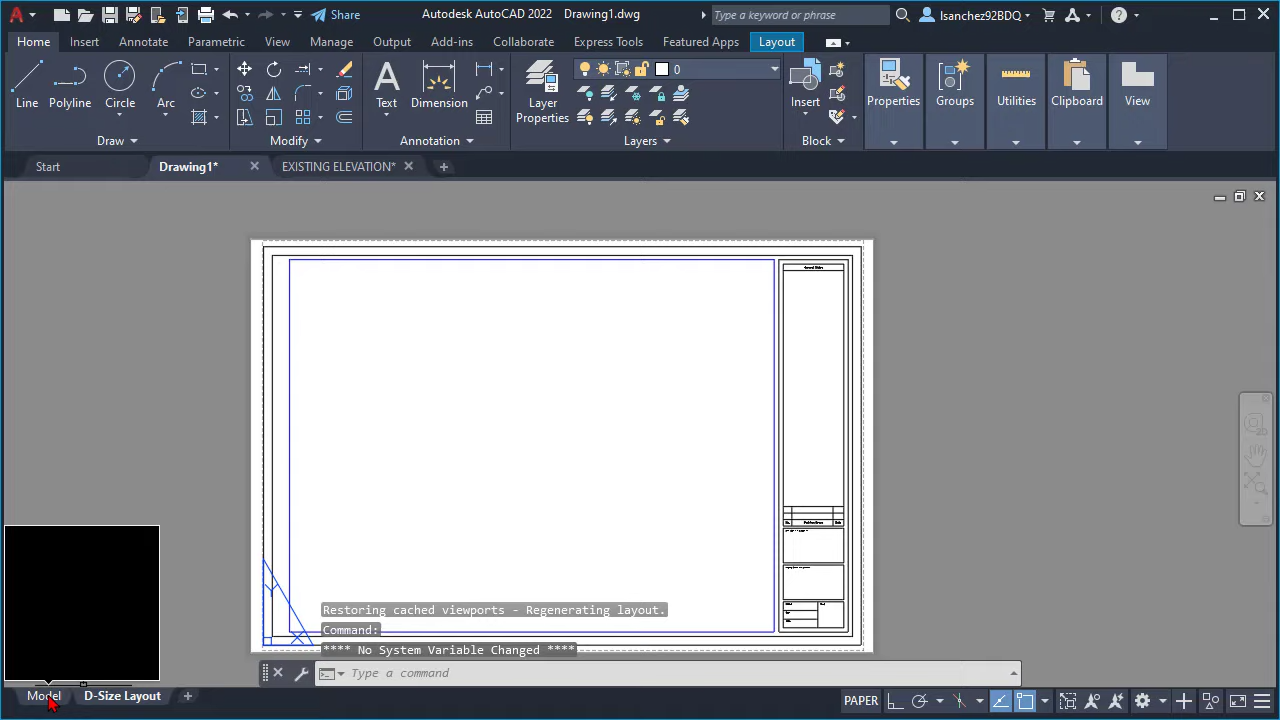 Share
Autodesk AutoCAD 2022 Drawing1.dwg
Type a keyword or phrase
lsanchez92BDQ
Home Insert Annotate Parametric View Manage Output Add-ins Collaborate Express Tools Featured Apps Layout
0
Line Polyline Circle Arc
Text Dimension
Layer Properties
Insert
Properties Groups Utilities Clipboard View
Draw Modify Annotation Layers Block
Start Drawing1* EXISTING ELEVATION*
General Notes
Restoring cached viewports - Regenerating layout.
Command:
**** No System Variable Changed ****
Type a command
Model D-Size Layout PAPER